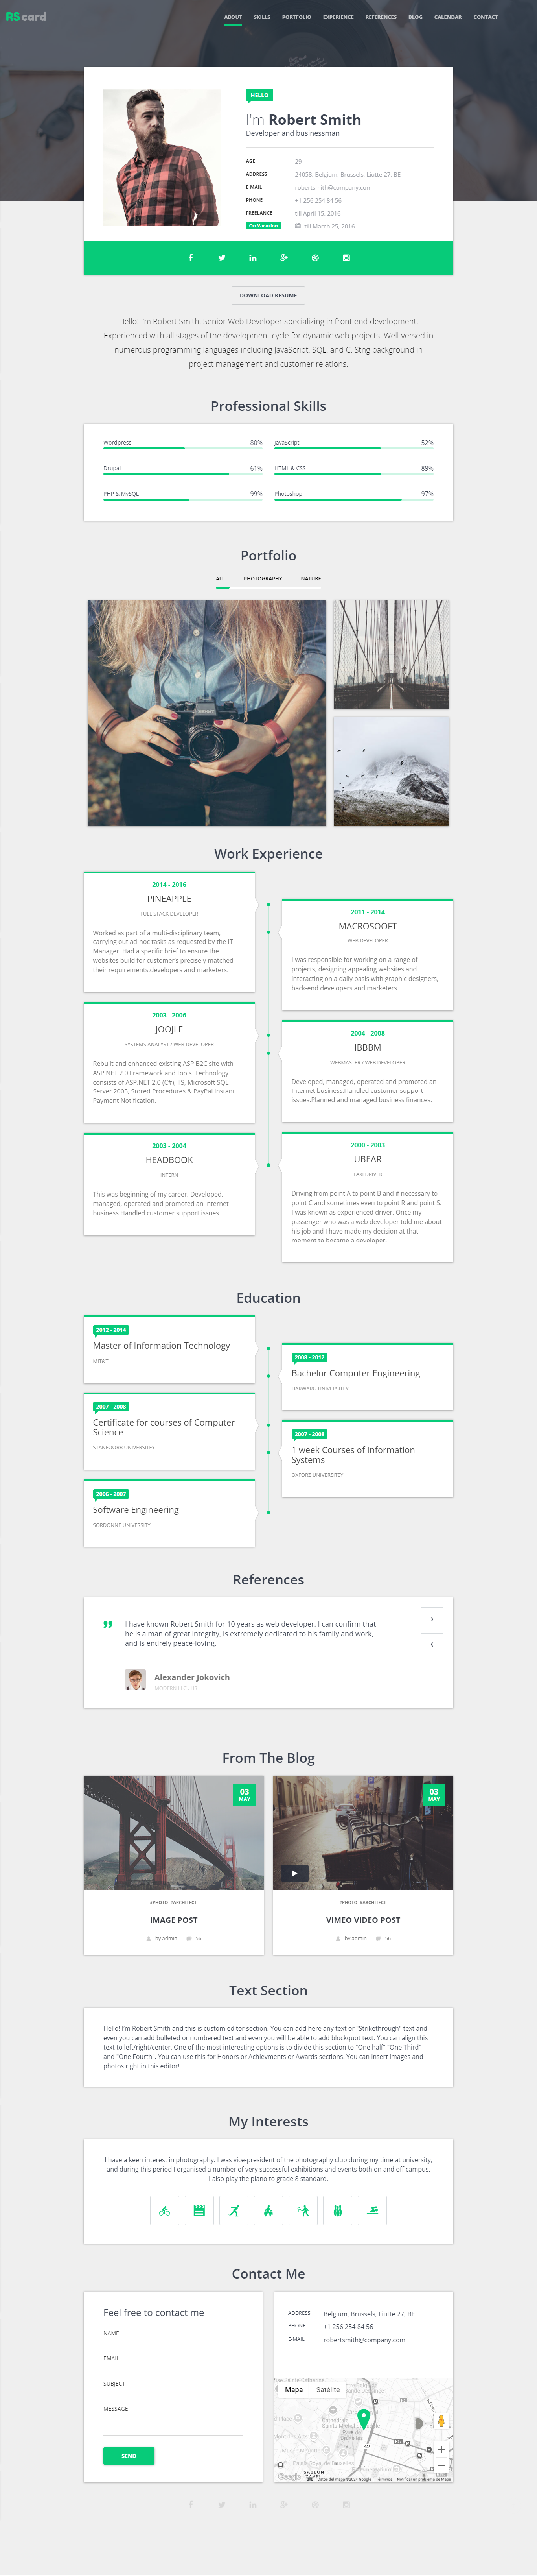 RScard
ABOUT SKILLS PORTFOLIO EXPERIENCE REFERENCES BLOG CALENDAR CONTACT
HELLO
I'm Robert Smith
Developer and businessman
AGE 29
ADDRESS 24058, Belgium, Brussels, Liutte 27, BE
E-MAIL robertsmith@company.com
PHONE +1 256 254 84 56
FREELANCE till April 15, 2016
On Vacation till March 25, 2016
DOWNLOAD RESUME
Hello! I'm Robert Smith. Senior Web Developer specializing in front end development.
Experienced with all stages of the development cycle for dynamic web projects. Well-versed in
numerous programming languages including JavaScript, SQL, and C. Stng background in
project management and customer relations.
Professional Skills
Wordpress 80%
JavaScript 52%
Drupal 61%
HTML & CSS 89%
PHP & MySQL 99%
Photoshop 97%
Portfolio
ALL PHOTOGRAPHY NATURE
Work Experience
2014 - 2016
PINEAPPLE
FULL STACK DEVELOPER
Worked as part of a multi-disciplinary team,
carrying out ad-hoc tasks as requested by the IT
Manager. Had a specific brief to ensure the
websites build for customer's precisely matched
their requirements.developers and marketers.
2011 - 2014
MACROSOOFT
WEB DEVELOPER
I was responsible for working on a range of
projects, designing appealing websites and
interacting on a daily basis with graphic designers,
back-end developers and marketers.
2003 - 2006
JOOJLE
SYSTEMS ANALYST / WEB DEVELOPER
Rebuilt and enhanced existing ASP B2C site with
ASP.NET 2.0 Framework and tools. Technology
consists of ASP.NET 2.0 (C#), IIS, Microsoft SQL
Server 2005, Stored Procedures & PayPal Instant
Payment Notification.
2004 - 2008
IBBBM
WEBMASTER / WEB DEVELOPER
Developed, managed, operated and promoted an
Internet business.Handled customer support
issues.Planned and managed business finances.
2003 - 2004
HEADBOOK
INTERN
This was beginning of my career. Developed,
managed, operated and promoted an Internet
business.Handled customer support issues.
2000 - 2003
UBEAR
TAXI DRIVER
Driving from point A to point B and if necessary to
point C and sometimes even to point R and point S.
I was known as experienced driver. Once my
passenger who was a web developer told me about
his job and I have made my decision at that
moment to became a developer.
Education
2012 - 2014
Master of Information Technology
MIT&T
2008 - 2012
Bachelor Computer Engineering
HARWARG UNIVERSITEY
2007 - 2008
Certificate for courses of Computer
Science
STANFOORB UNIVERSITEY
2007 - 2008
1 week Courses of Information
Systems
OXFORZ UNIVERSITEY
2006 - 2007
Software Engineering
SORDONNE UNIVERSITY
References
I have known Robert Smith for 10 years as web developer. I can confirm that
he is a man of great integrity, is extremely dedicated to his family and work,
and is entirely peace-loving.
Alexander Jokovich
MODERN LLC , HR
From The Blog
03
MAY
03
MAY
#PHOTO #ARCHITECT
IMAGE POST
by admin 56
#PHOTO #ARCHITECT
VIMEO VIDEO POST
by admin 56
Text Section
Hello! I'm Robert Smith and this is custom editor section. You can add here any text or "Strikethrough" text and
even you can add bulleted or numbered text and even you will be able to add blockquot text. You can align this
text to left/right/center. One of the most interesting options is to divide this section to "One half" "One Third"
and "One Fourth". You can use this for Honors or Achievments or Awards sections. You can insert images and
photos right in this editor!
My Interests
I have a keen interest in photography. I was vice-president of the photography club during my time at university,
and during this period I organised a number of very successful exhibitions and events both on and off campus.
I also play the piano to grade 8 standard.
Contact Me
Feel free to contact me
NAME
EMAIL
SUBJECT
MESSAGE
SEND
ADDRESS Belgium, Brussels, Liutte 27, BE
PHONE +1 256 254 84 56
E-MAIL robertsmith@company.com
Mapa Satélite
SABLON
Google
Datos del mapa ©2016 Google Términos Notificar un problema de Maps